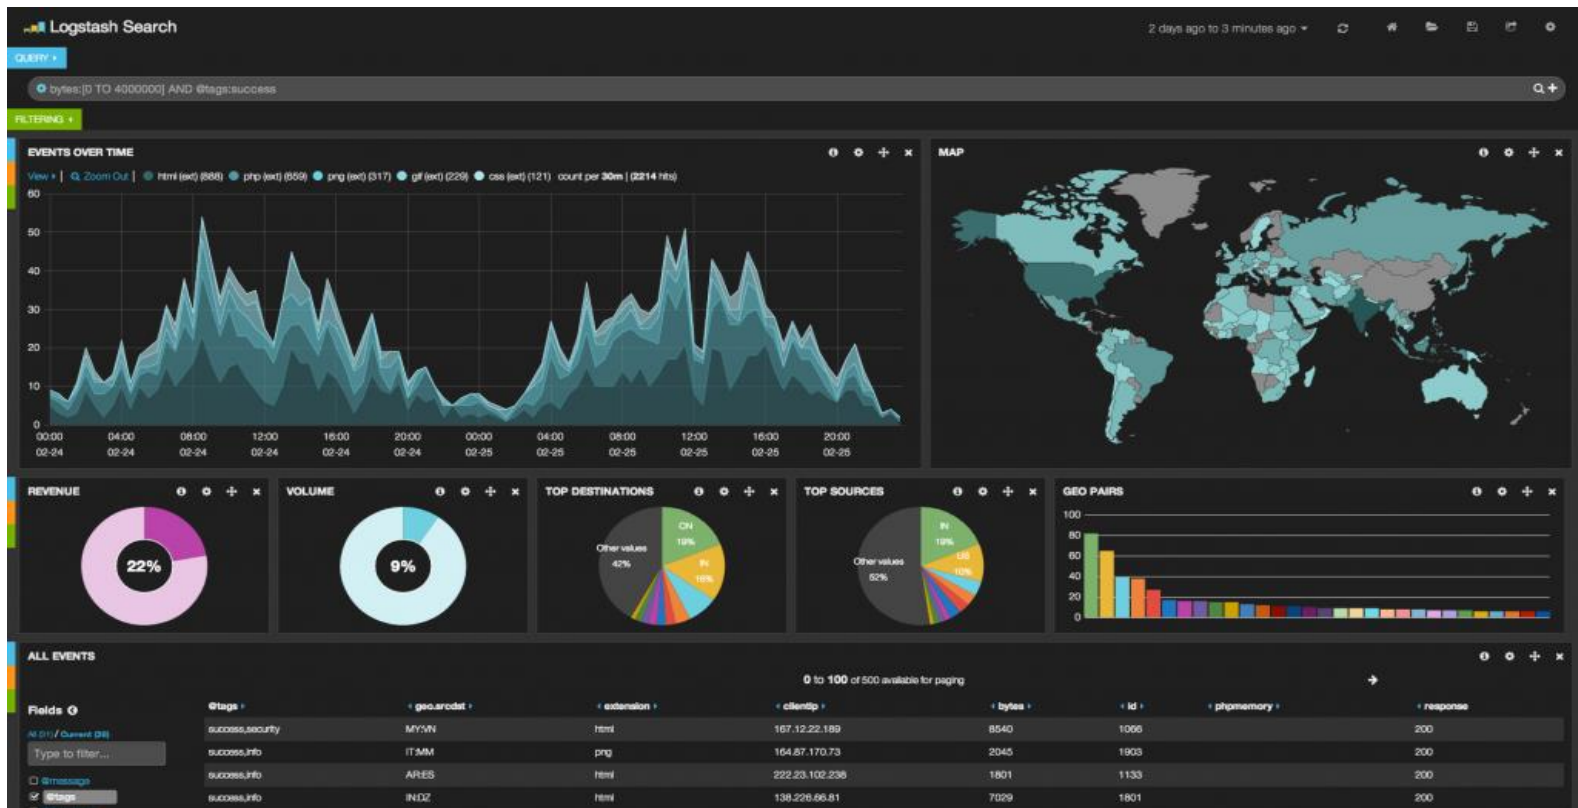 Logstash Search
2 days ago to 3 minutes ago
QUERY
bytes:[0 TO 4000000] AND @tags:success
FILTERING
EVENTS OVER TIME
View | Zoom Out | html (ext) (888) php (ext) (659) png (ext) (317) gif (ext) (229) css (ext) (121) count per 30m | (2214 hits)
60
50
40
30
20
10
0
00:00 04:00 08:00 12:00 16:00 20:00 00:00 04:00 08:00 12:00 16:00 20:00
02-24 02-24 02-24 02-24 02-24 02-24 02-25 02-25 02-25 02-25 02-25 02-25
MAP
REVENUE
22%
VOLUME
9%
TOP DESTINATIONS
CN
19%
Other values
42%
IN
16%
TOP SOURCES
IN
19%
US
10%
Other values
52%
GEO PAIRS
100
80
60
40
20
0
ALL EVENTS
0 to 100 of 500 available for paging
Fields
/ Current
Type to filter...
@message
@tags
@tags geo.srcdst extension clientip bytes id phpmemory response
success,security MY:VN html 167.12.22.189 8540 1066 200
success,info IT:MM png 164.87.170.73 2045 1903 200
success,info AR:ES html 222.23.102.238 1801 1133 200
success,info IN:DZ html 138.226.66.81 7029 1801 200